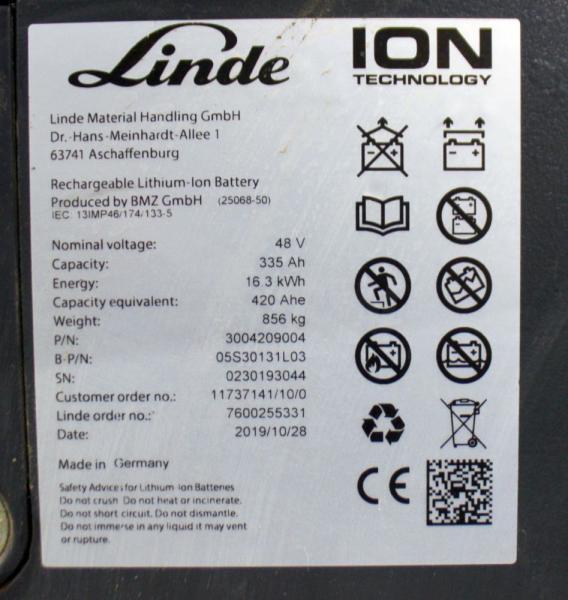 Linde
ION
TECHNOLOGY
Linde Material Handling GmbH
Dr.-Hans-Meinhardt-Allee 1
63741 Aschaffenburg
Rechargeable Lithium-Ion Battery
Produced by BMZ GmbH (25068-50)
IEC: 13IMP46/174/133-5
Nominal voltage: 48 V
Capacity: 335 Ah
Energy: 16.3 kWh
Capacity equivalent: 420 Ahe
Weight: 856 kg
P/N: 3004209004
B-P/N: 05S30131L03
SN: 0230193044
Customer order no.: 11737141/10/0
Linde order no.: 7600255331
Date: 2019/10/28
Made in Germany
Safety Advices for Lithium-Ion Batteries
Do not crush. Do not heat or incinerate.
Do not short circuit. Do not dismantle.
Do not immerse in any liquid it may vent
or rupture.
CE